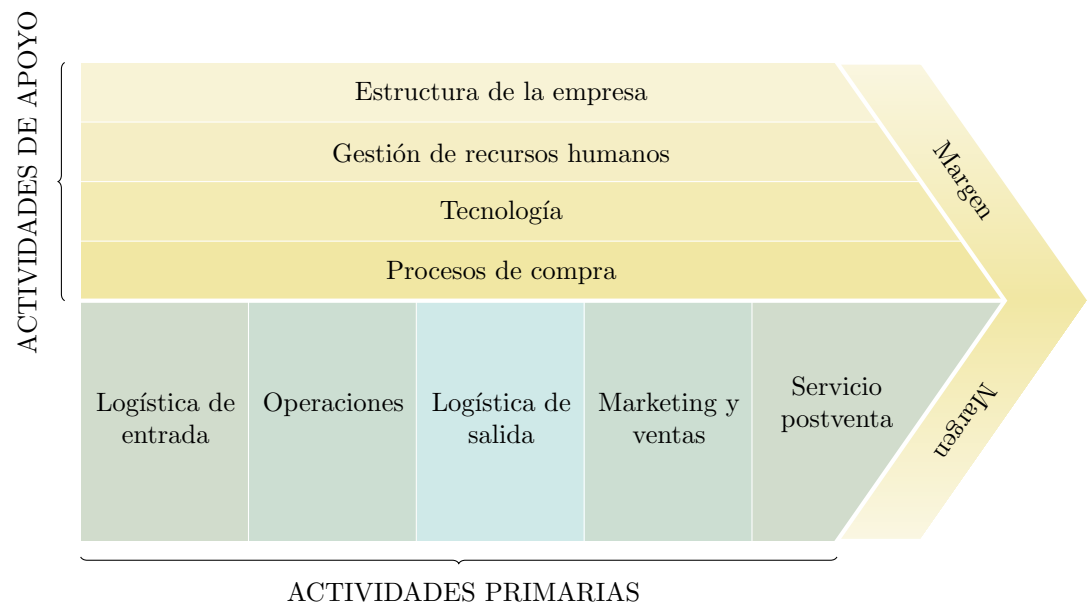 ACTIVIDADES DE APOYO
Estructura de la empresa
Gestión de recursos humanos
Tecnología
Procesos de compra
Margen
Logística de
entrada
Operaciones
Logística de
salida
Marketing y
ventas
Servicio
postventa
Margen
ACTIVIDADES PRIMARIAS